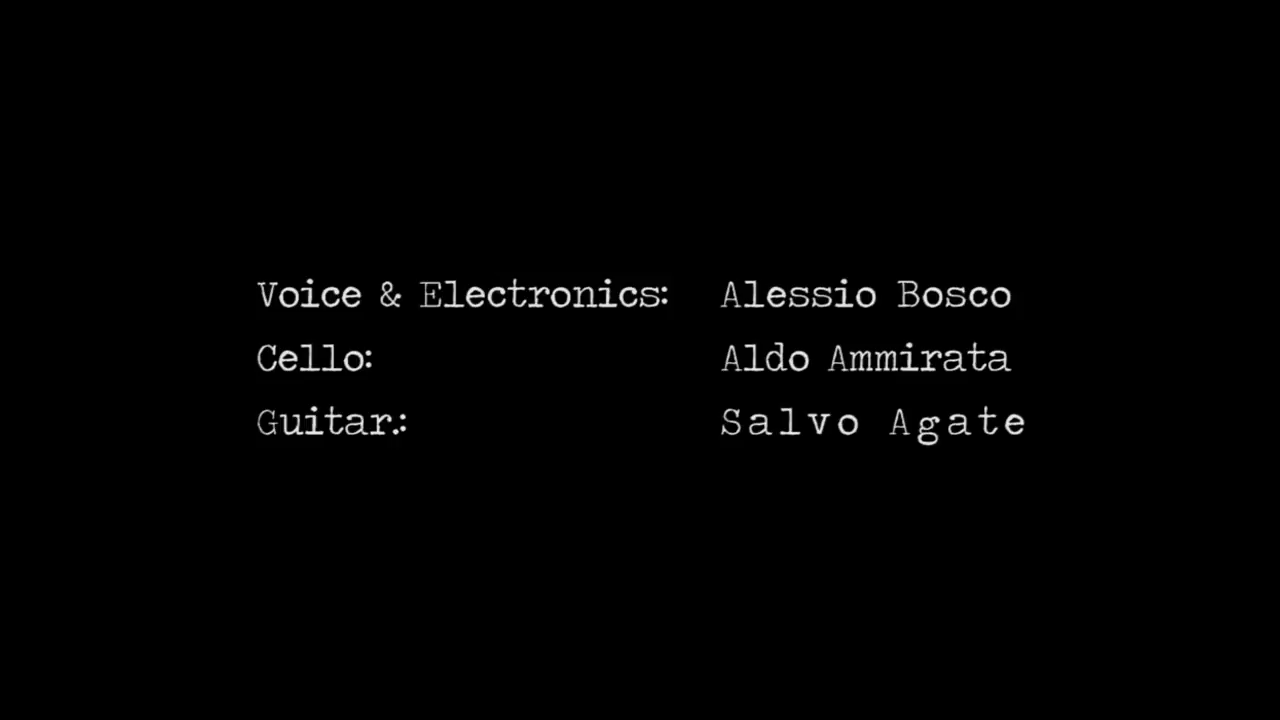 Voice & Electronics: Alessio Bosco
Cello: Aldo Ammirata
Guitar.: Salvo Agate